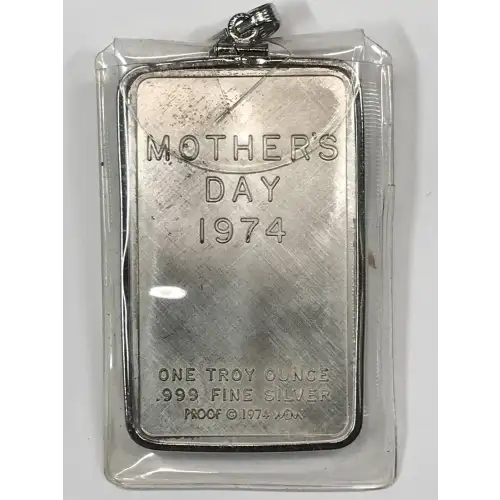 MOTHER'S
DAY
1974
ONE TROY OUNCE
.999 FINE SILVER
PROOF © 1974